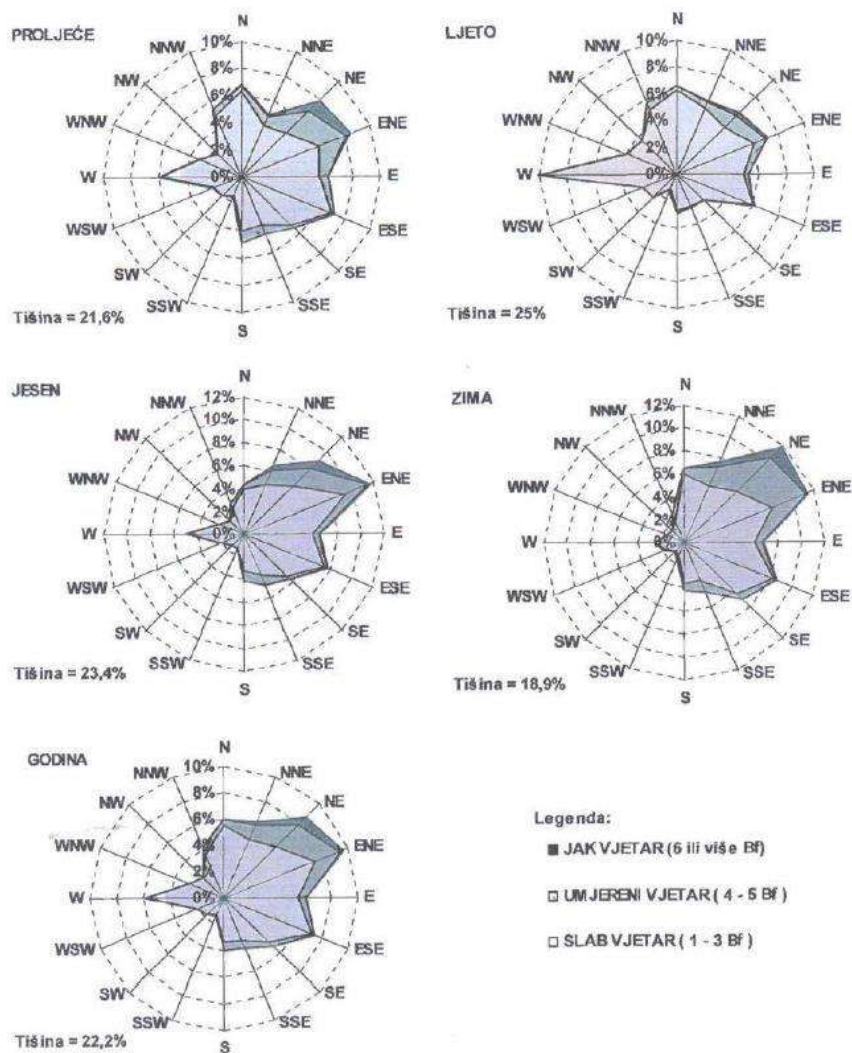 PROLJEĆE
N
NNE
NE
ENE
E
ESE
SE
SSE
S
SSW
SW
WSW
W
WNW
NW
NNW
10%
8%
6%
4%
2%
0%
Tišina = 21,6%
LJETO
N
NNE
NE
ENE
E
ESE
SE
SSE
S
SSW
SW
WSW
W
WNW
NW
NNW
10%
8%
6%
4%
2%
0%
Tišina = 25%
JESEN
N
NNE
NE
ENE
E
ESE
SE
SSE
S
SSW
SW
WSW
W
WNW
NW
NNW
12%
10%
8%
6%
4%
2%
0%
Tišina = 23,4%
ZIMA
N
NNE
NE
ENE
E
ESE
SE
SSE
S
SSW
SW
WSW
W
WNW
NW
NNW
12%
10%
8%
6%
4%
2%
0%
Tišina = 18,9%
GODINA
N
NNE
NE
ENE
E
ESE
SE
SSE
S
SSW
SW
WSW
W
WNW
NW
NNW
10%
8%
6%
4%
2%
0%
Tišina = 22,2%
Legenda:
JAK VJETAR (6 ili više Bf)
UMJERENI VJETAR ( 4 - 5 Bf )
SLAB VJETAR ( 1 - 3 Bf )